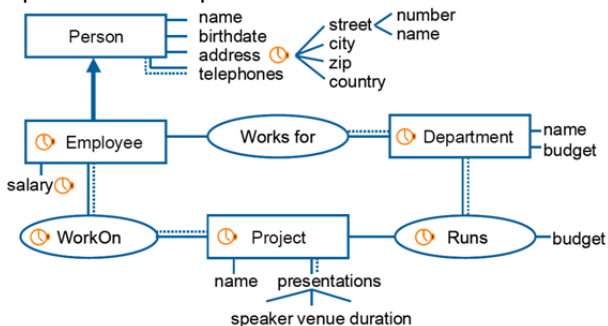 name
Person
birthdate
address
telephones
street
number
name
city
zip
country
Employee
Works for
Department
name
budget
salary
WorkOn
Project
Runs
budget
name
presentations
speaker venue duration